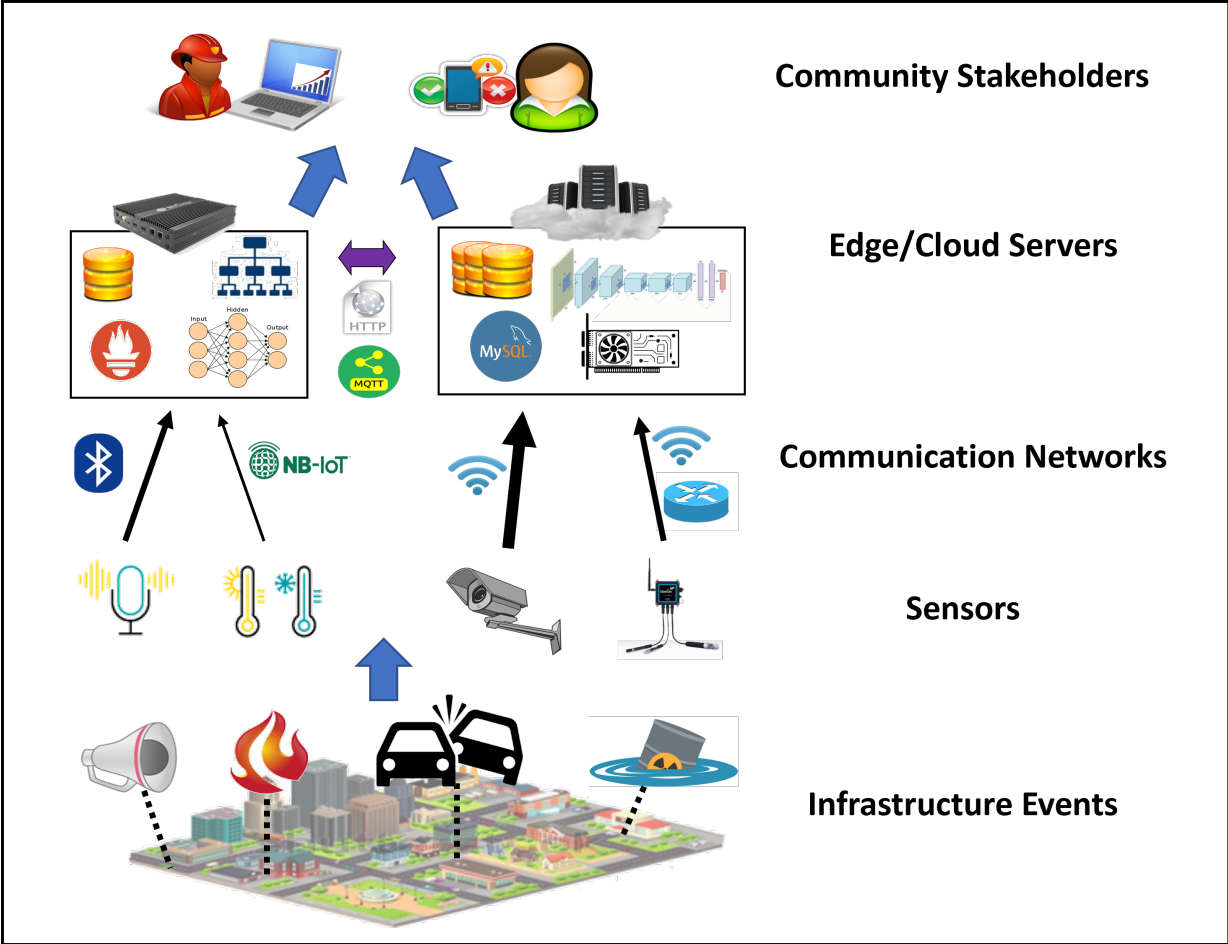 Community Stakeholders
Edge/Cloud Servers
Input
Hidden
Output
HTTP
MQTT
MySQL
Communication Networks
NB-IoT
Sensors
Infrastructure Events